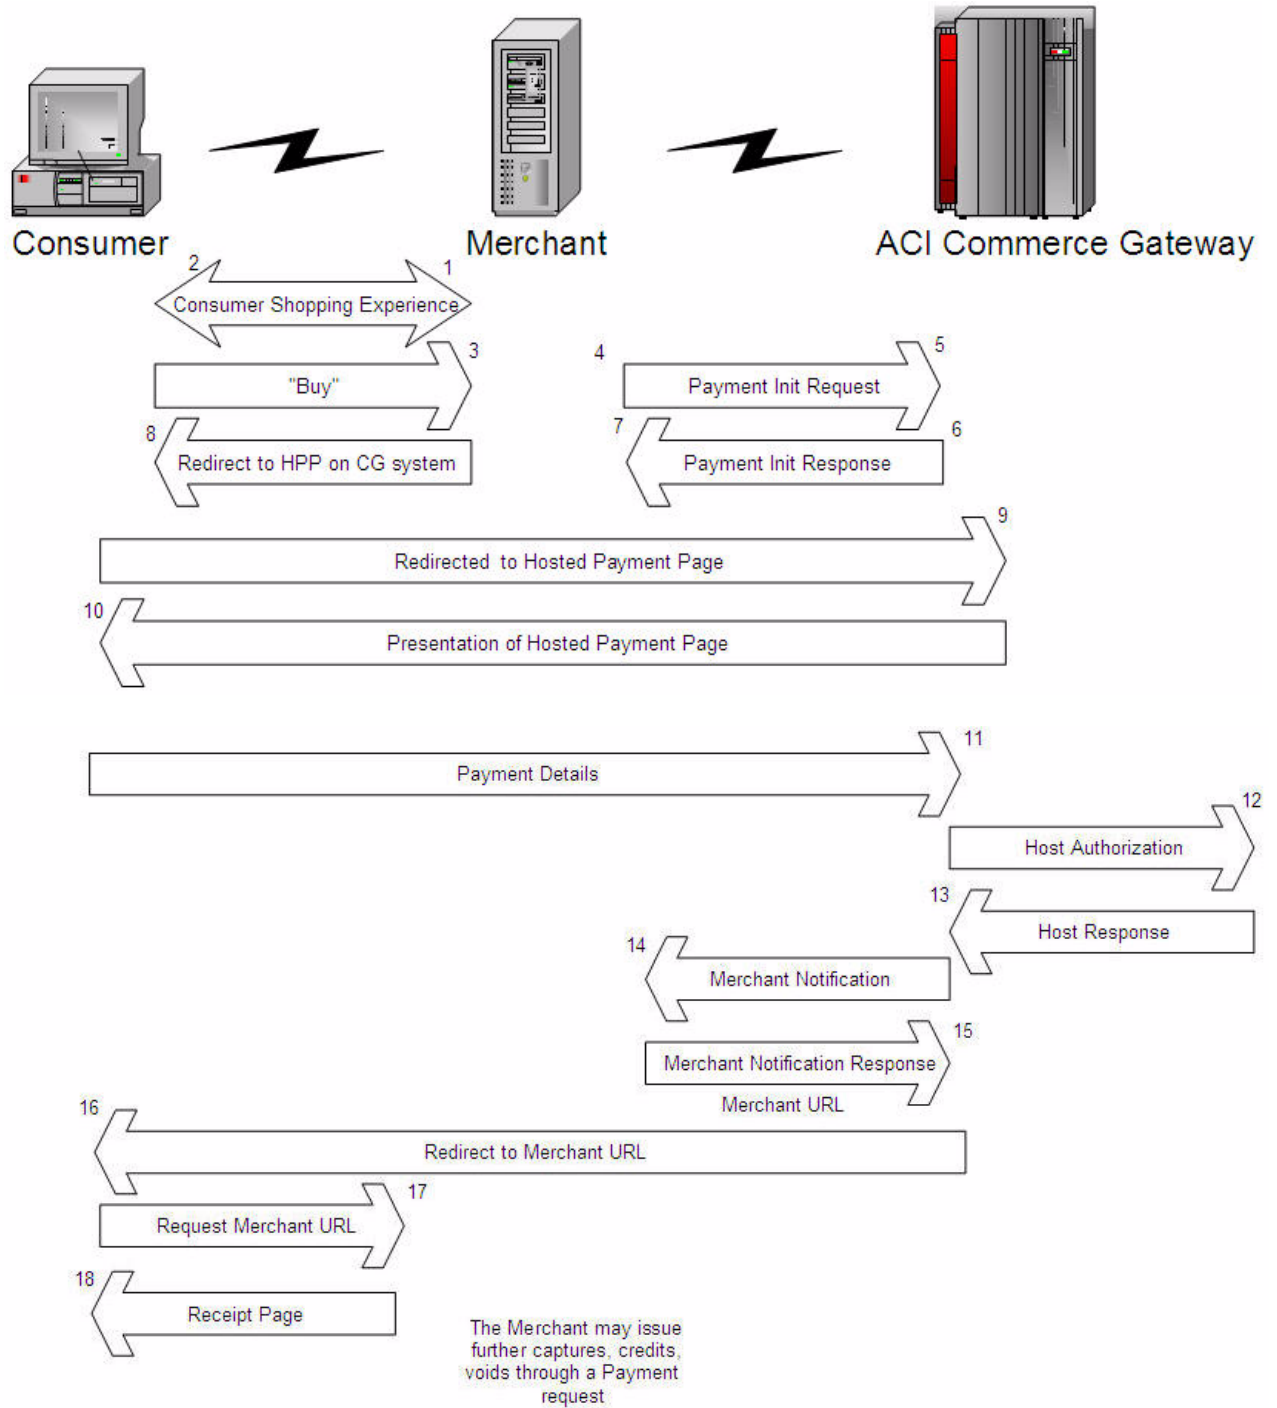 Consumer
Merchant
ACI Commerce Gateway
2
1
Consumer Shopping Experience
3
4
5
"Buy"
Payment Init Request
8
7
6
Redirect to HPP on CG system
Payment Init Response
9
Redirected to Hosted Payment Page
10
Presentation of Hosted Payment Page
11
Payment Details
12
Host Authorization
13
Host Response
14
Merchant Notification
15
Merchant Notification Response
Merchant URL
16
Redirect to Merchant URL
17
Request Merchant URL
18
Receipt Page
The Merchant may issue
further captures, credits,
voids through a Payment
request